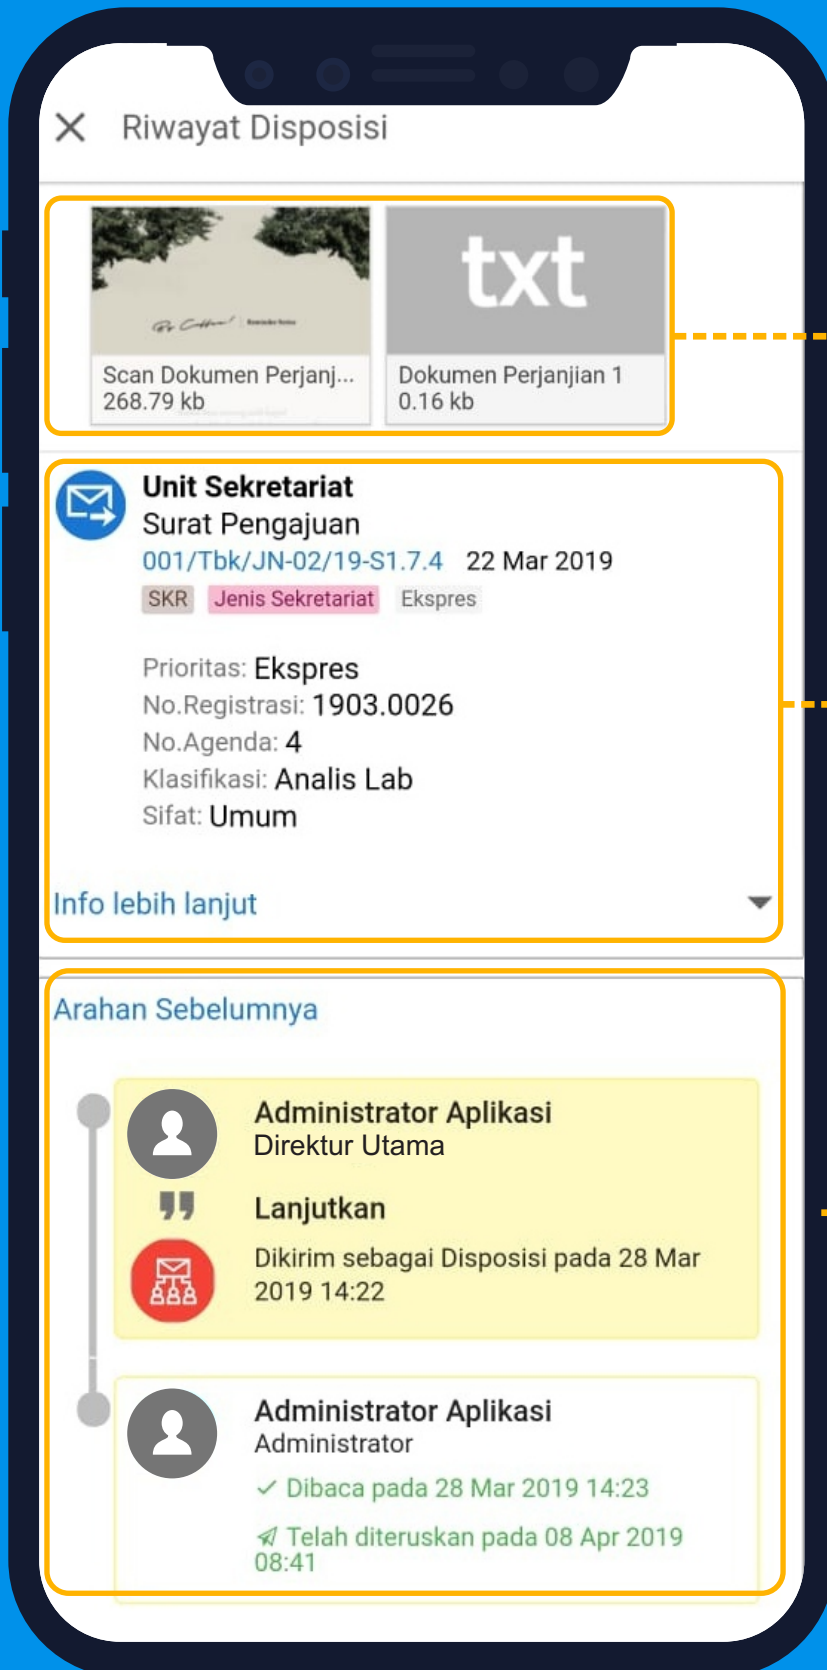 Riwayat Disposisi
txt
Scan Dokumen Perjanj...
268.79 kb
Dokumen Perjanjian 1
0.16 kb
Unit Sekretariat
Surat Pengajuan
001/Tbk/JN-02/19-S1.7.4 22 Mar 2019
SKR Jenis Sekretariat Ekspres
Prioritas: Ekspres
No.Registrasi: 1903.0026
No.Agenda: 4
Klasifikasi: Analis Lab
Sifat: Umum
Info lebih lanjut
Arahan Sebelumnya
Administrator Aplikasi
Direktur Utama
Lanjutkan
Dikirim sebagai Disposisi pada 28 Mar
2019 14:22
Administrator Aplikasi
Administrator
Dibaca pada 28 Mar 2019 14:23
Telah diteruskan pada 08 Apr 2019
08:41